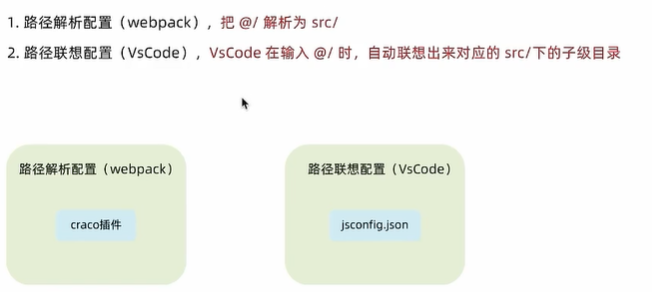 1. 路径解析配置（webpack），把 @/ 解析为 src/
2. 路径联想配置（VsCode），VsCode 在输入 @/ 时，自动联想出来对应的 src/下的子级目录
路径解析配置（webpack）
craco插件
路径联想配置（VsCode）
jsconfig.json